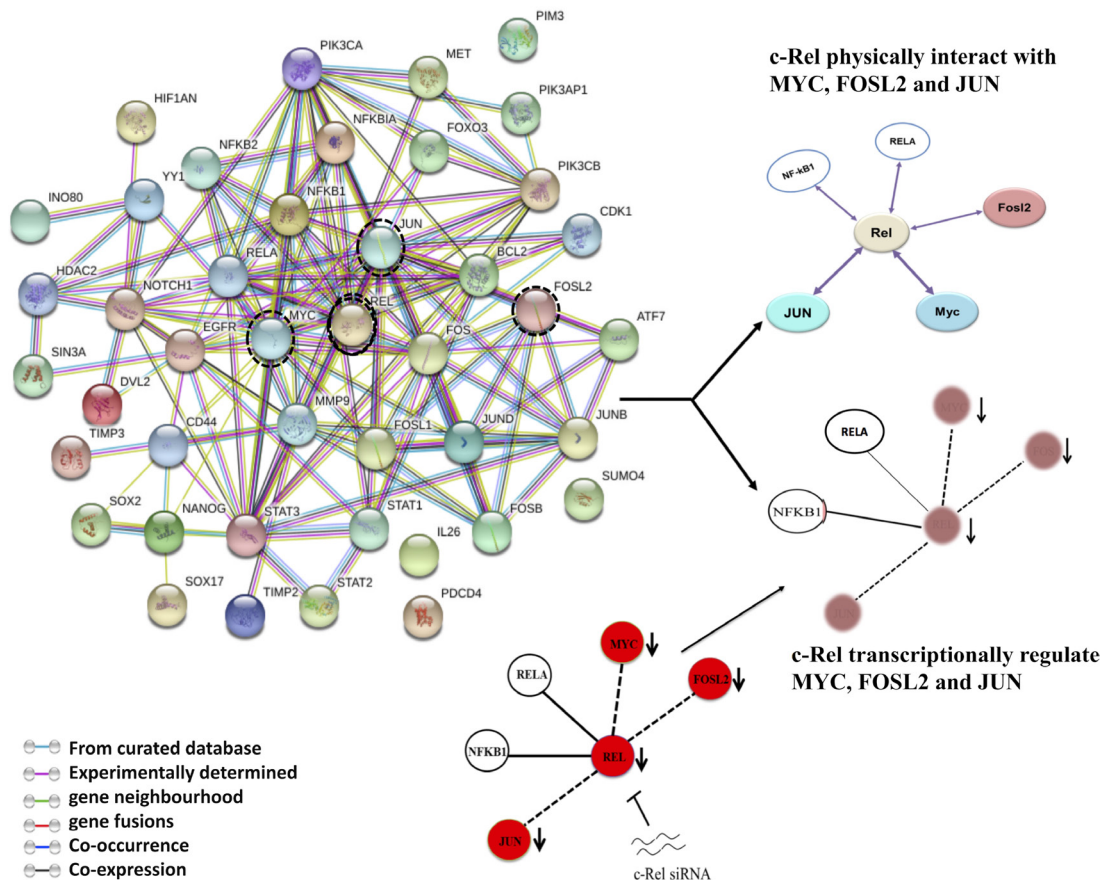 PIM3
PIK3CA
MET
PIK3AP1
HIF1AN
NFKBIA
FOXO3
NFKB2
YY1
PIK3CB
NFKB1
INO80
JUN
CDK1
RELA
BCL2
HDAC2
NOTCH1
FOSL2
REL
MYC
EGFR
FOS
ATF7
SIN3A
DVL2
MMP9
JUNB
CD44
FOSL1
JUND
TIMP3
SUMO4
SOX2
NANOG
STAT3
STAT1
FOSB
IL26
SOX17
TIMP2
STAT2
PDCD4
c-Rel physically interact with
MYC, FOSL2 and JUN
RELA
NF-kB1
Fosl2
Rel
JUN
Myc
MYC
RELA
FOS
NFKB1
REL
JUN
c-Rel transcriptionally regulate
MYC, FOSL2 and JUN
MYC
RELA
FOSL2
NFKB1
REL
JUN
c-Rel siRNA
From curated database
Experimentally determined
gene neighbourhood
gene fusions
Co-occurrence
Co-expression